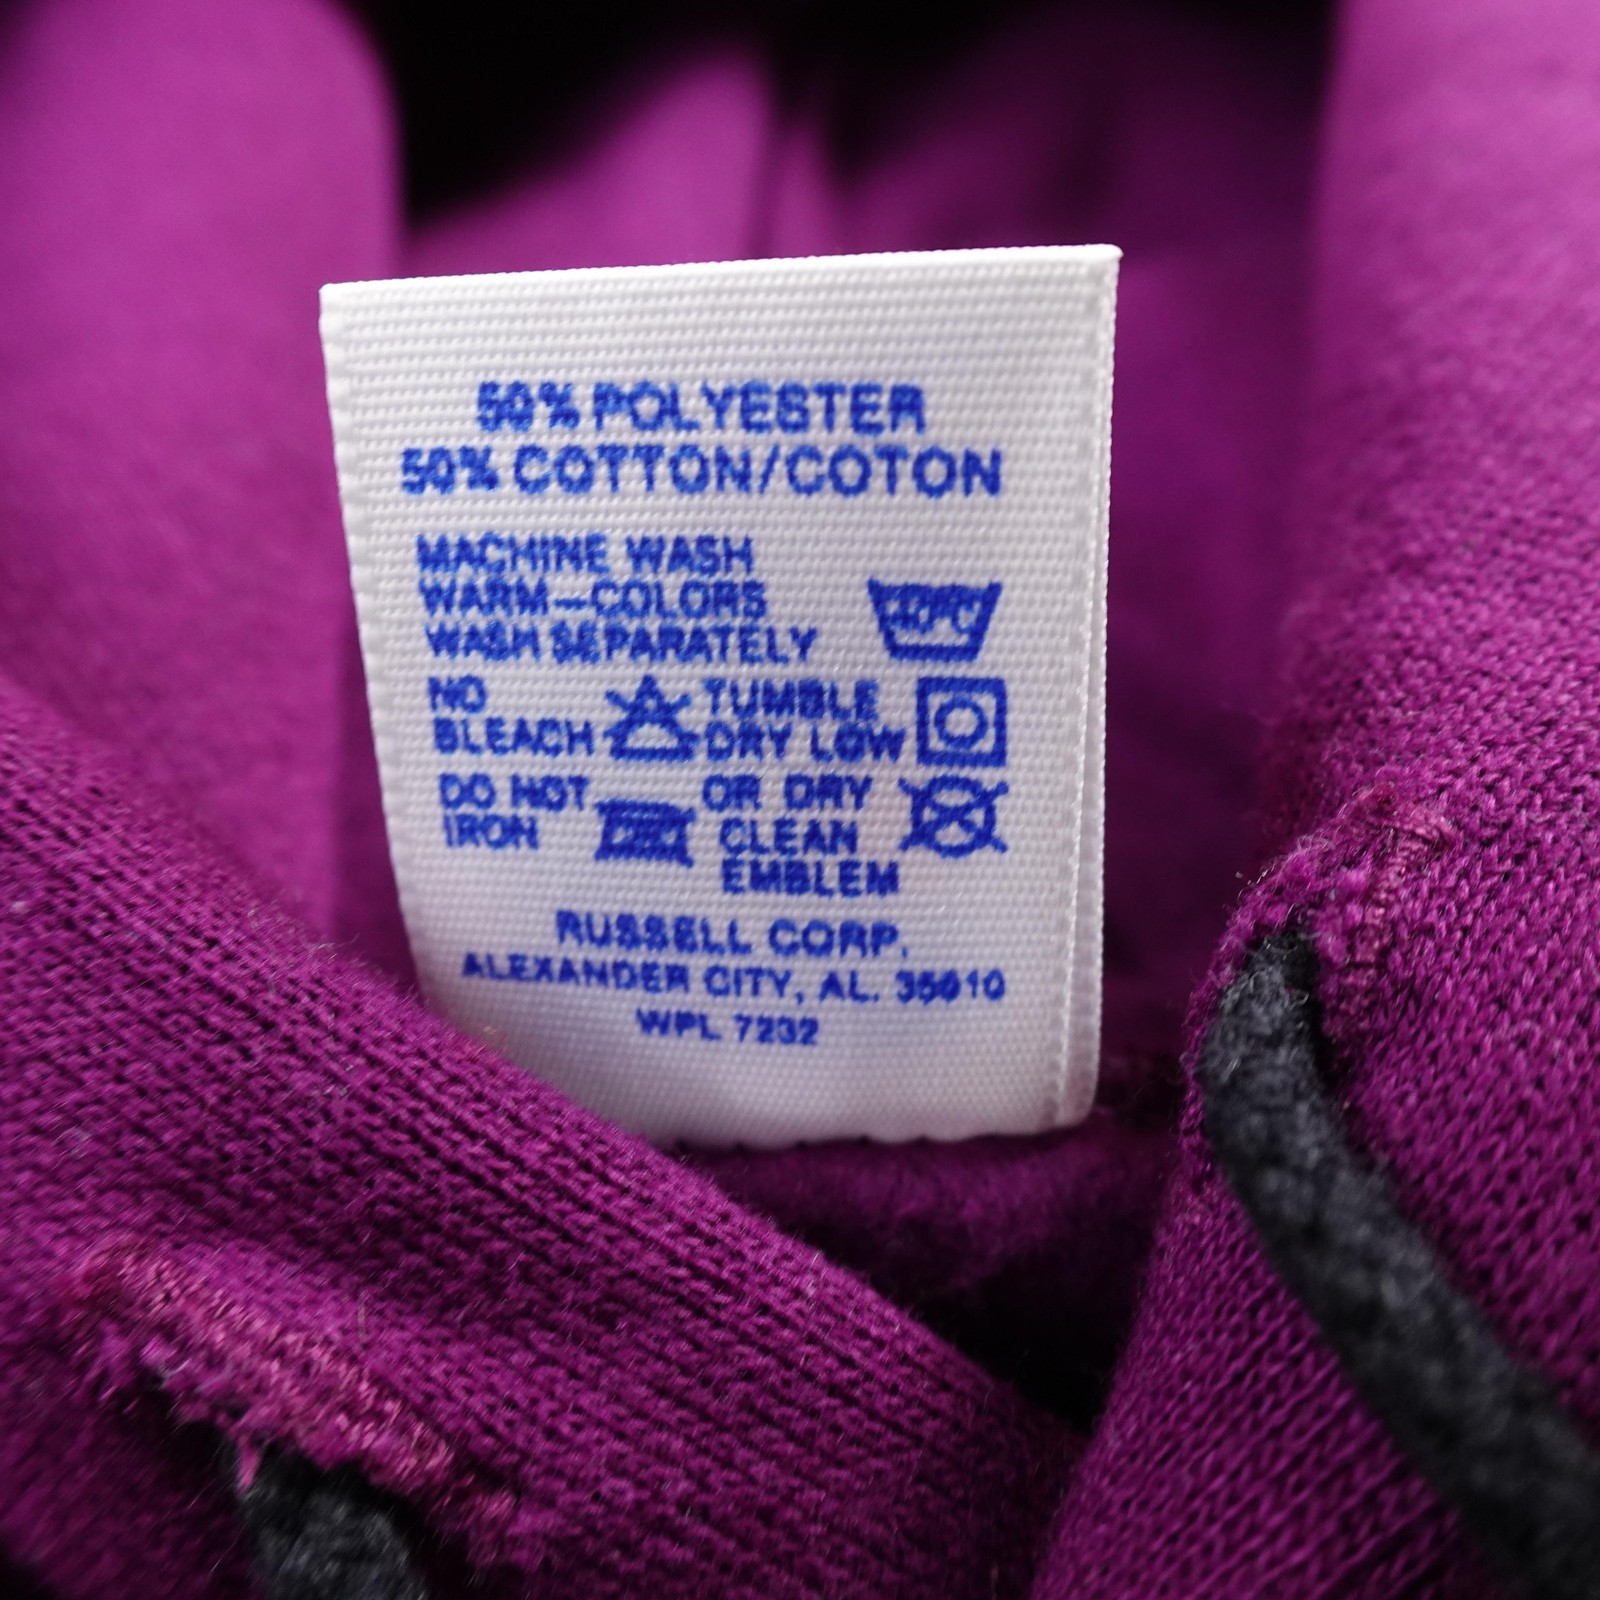 50% POLYESTER
50% COTTON/COTON
MACHINE WASH
WARM-COLORS
WASH SEPARATELY
40°C
NO
BLEACH
TUMBLE
DRY LOW
DO NOT
IRON
OR DRY
CLEAN
EMBLEM
RUSSELL CORP.
ALEXANDER CITY, AL. 35010
WPL 7232